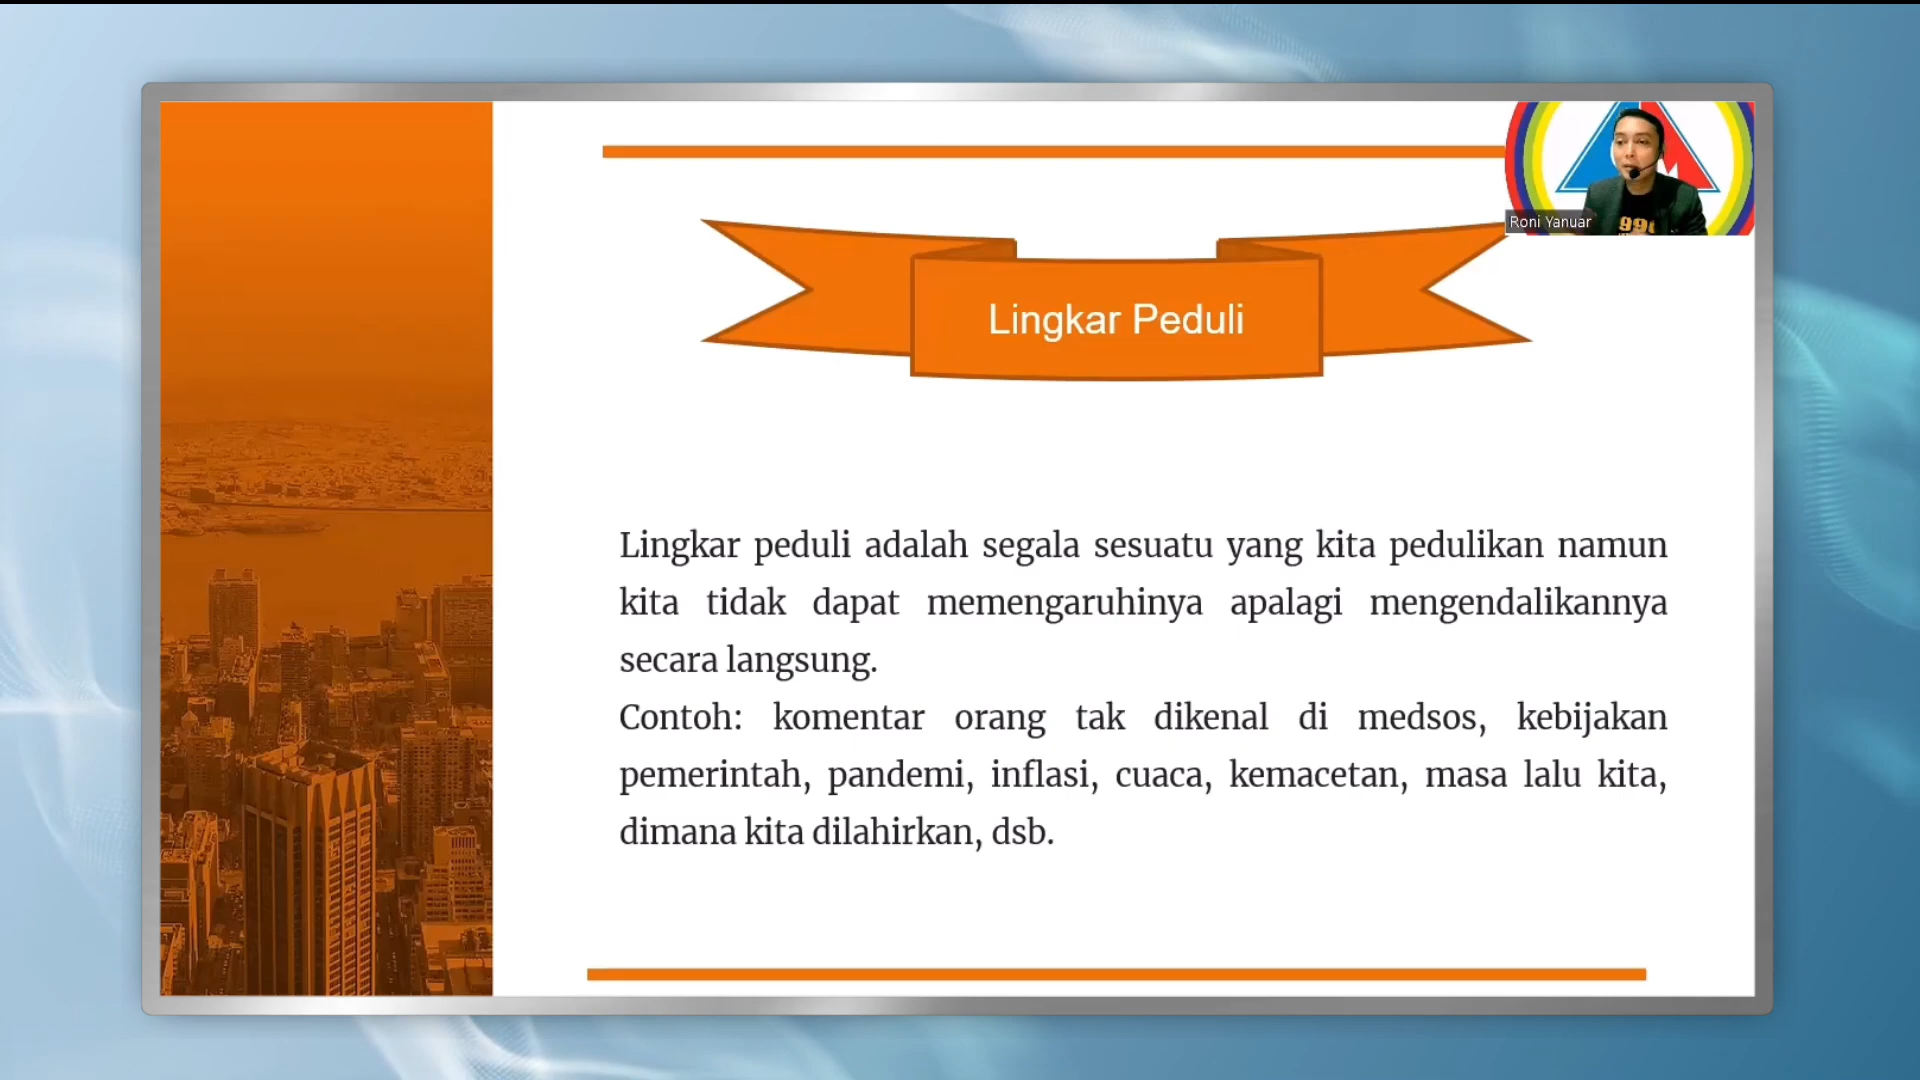 Roni Yanuar
Lingkar Peduli
Lingkar peduli adalah segala sesuatu yang kita pedulikan namun
kita tidak dapat memengaruhinya apalagi mengendalikannya
secara langsung.
Contoh: komentar orang tak dikenal di medsos, kebijakan
pemerintah, pandemi, inflasi, cuaca, kemacetan, masa lalu kita,
dimana kita dilahirkan, dsb.